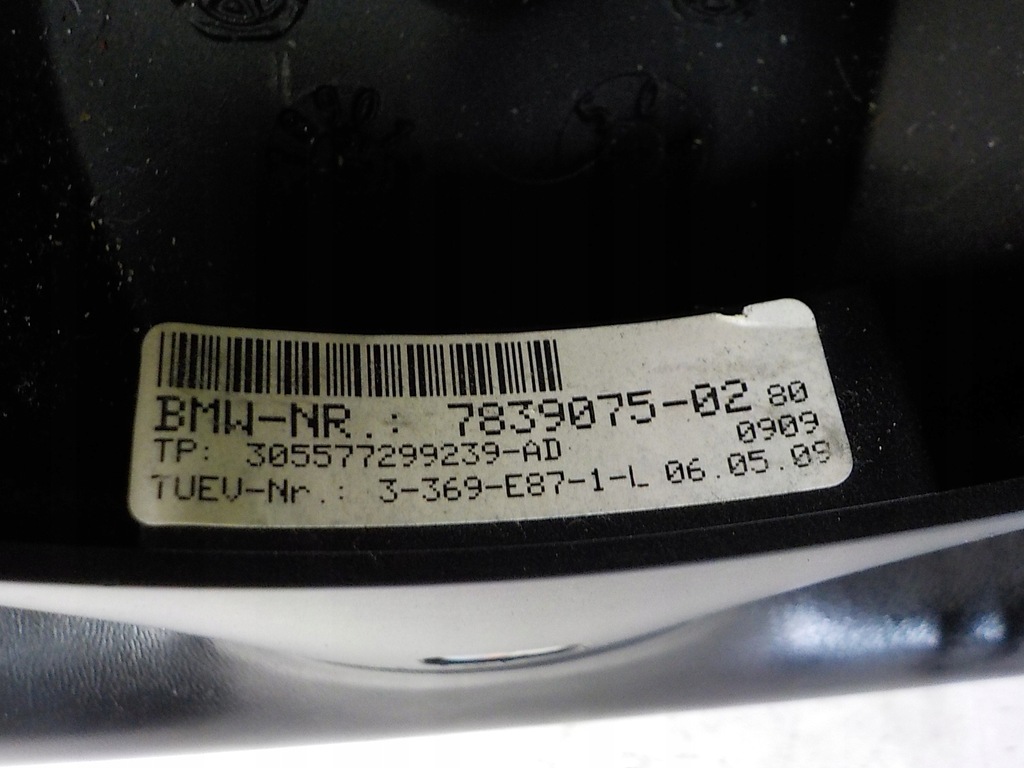 BMW-NR.: 7839075-02 80
0909
TP: 305577299239-AD
TUEV-Nr.: 3-369-E87-1-L 06.05.09